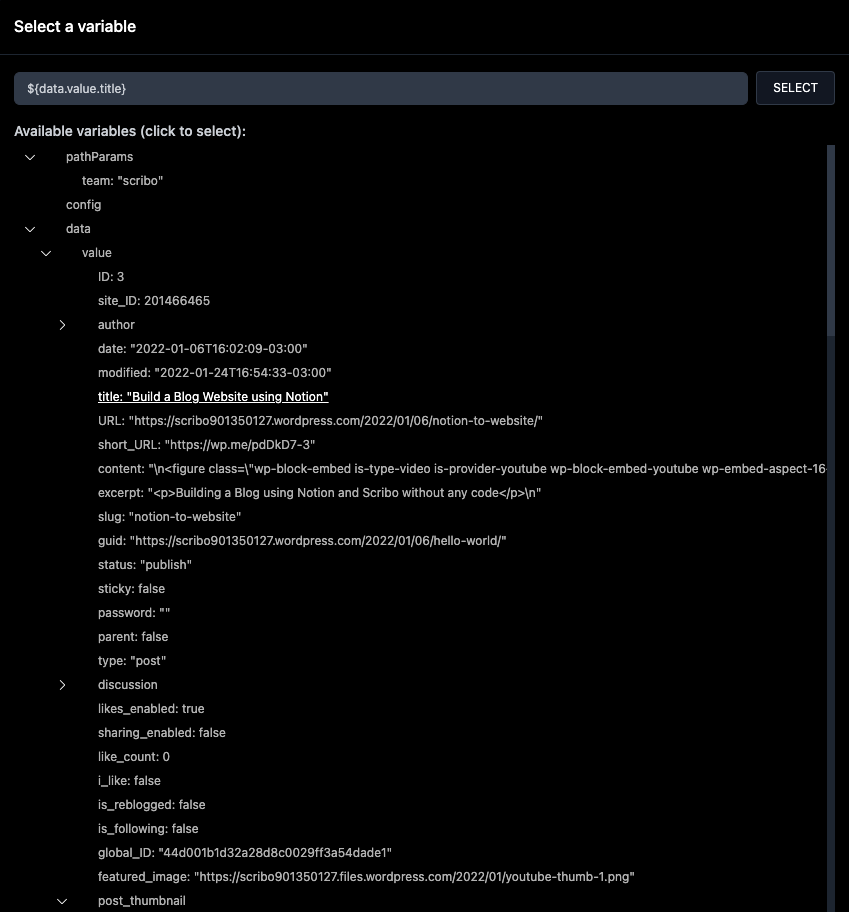 Select a variable
${data.value.title}
SELECT
Available variables (click to select):
pathParams
team: "scribo"
config
data
value
ID: 3
site_ID: 201466465
author
date: "2022-01-06T16:02:09-03:00"
modified: "2022-01-24T16:54:33-03:00"
title: "Build a Blog Website using Notion"
URL: "https://scribo901350127.wordpress.com/2022/01/06/notion-to-website/"
short_URL: "https://wp.me/pdDkD7-3"
content: "\n<figure class=\"wp-block-embed is-type-video is-provider-youtube wp-block-embed-youtube wp-embed-aspect-16-
excerpt: "<p>Building a Blog using Notion and Scribo without any code</p>\n"
slug: "notion-to-website"
guid: "https://scribo901350127.wordpress.com/2022/01/06/hello-world/"
status: "publish"
sticky: false
password: ""
parent: false
type: "post"
discussion
likes_enabled: true
sharing_enabled: false
like_count: 0
i_like: false
is_reblogged: false
is_following: false
global_ID: "44d001b1d32a28d8c0029ff3a54dade1"
featured_image: "https://scribo901350127.files.wordpress.com/2022/01/youtube-thumb-1.png"
post_thumbnail